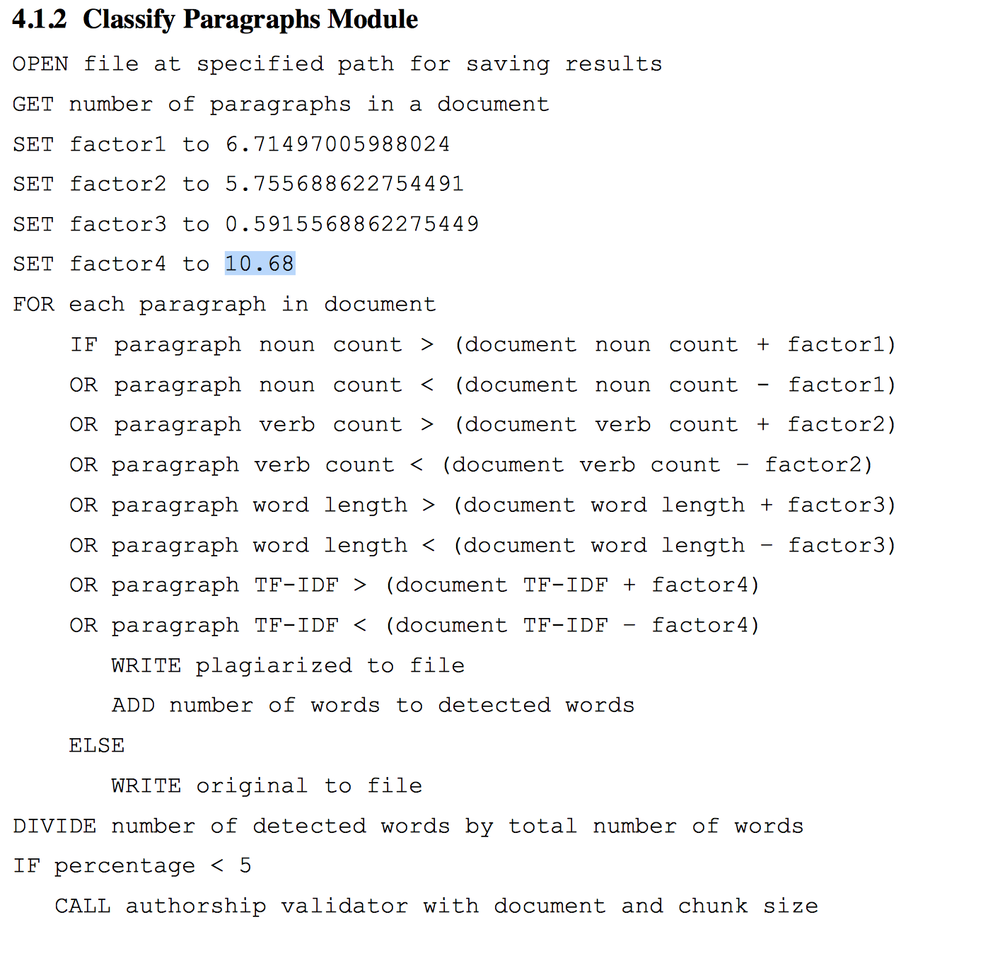 4.1.2 Classify Paragraphs Module
OPEN file at specified path for saving results
GET number of paragraphs in a document
SET factor1 to 6.71497005988024
SET factor2 to 5.755688622754491
SET factor3 to 0.5915568862275449
SET factor4 to 10.68
FOR each paragraph in document
IF paragraph noun count > (document noun count + factor1)
OR paragraph noun count < (document noun count - factor1)
OR paragraph verb count > (document verb count + factor2)
OR paragraph verb count < (document verb count – factor2)
OR paragraph word length > (document word length + factor3)
OR paragraph word length < (document word length – factor3)
OR paragraph TF-IDF > (document TF-IDF + factor4)
OR paragraph TF-IDF < (document TF-IDF – factor4)
WRITE plagiarized to file
ADD number of words to detected words
ELSE
WRITE original to file
DIVIDE number of detected words by total number of words
IF percentage < 5
CALL authorship validator with document and chunk size